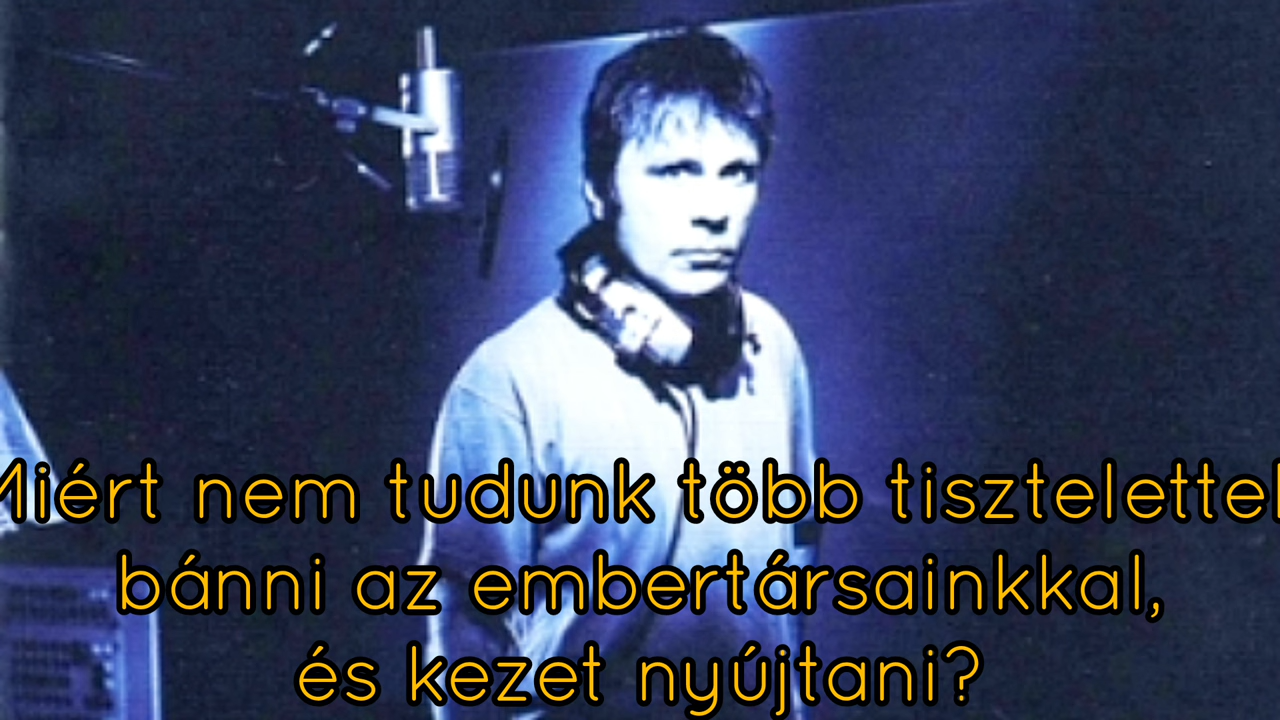 Miért nem tudunk több tisztelettel
bánni az embertársainkkal,
és kezet nyújtani?